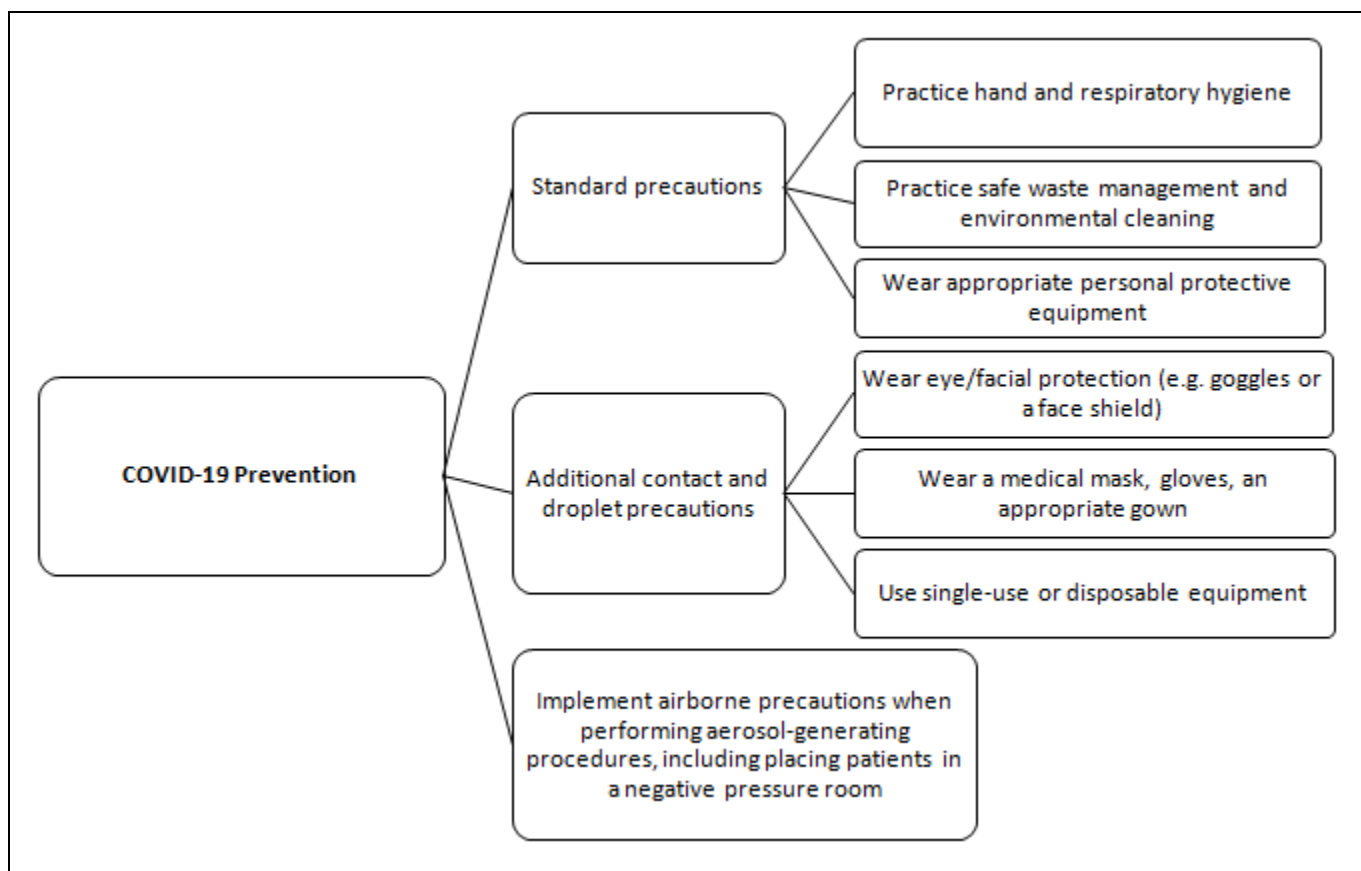 COVID-19 Prevention
Standard precautions
Practice hand and respiratory hygiene
Practice safe waste management and
environmental cleaning
Wear appropriate personal protective
equipment
Additional contact and
droplet precautions
Wear eye/facial protection (e.g. goggles or
a face shield)
Wear a medical mask, gloves, an
appropriate gown
Use single-use or disposable equipment
Implement airborne precautions when
performing aerosol-generating
procedures, including placing patients in
a negative pressure room